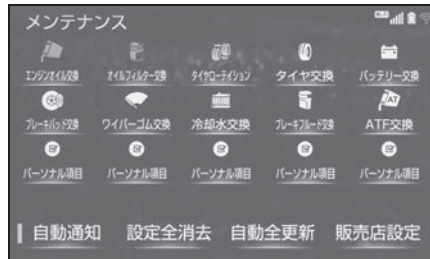 メンテナンス
エンジンオイル交換 オイルフィルター交換 タイヤローテイション タイヤ交換 バッテリー交換
ブレーキパッド交換 ワイパーゴム交換 冷却水交換 ブレーキフルード交換 ATF交換
パーソナル項目 パーソナル項目 パーソナル項目 パーソナル項目 パーソナル項目
自動通知 設定全消去 自動全更新 販売店設定